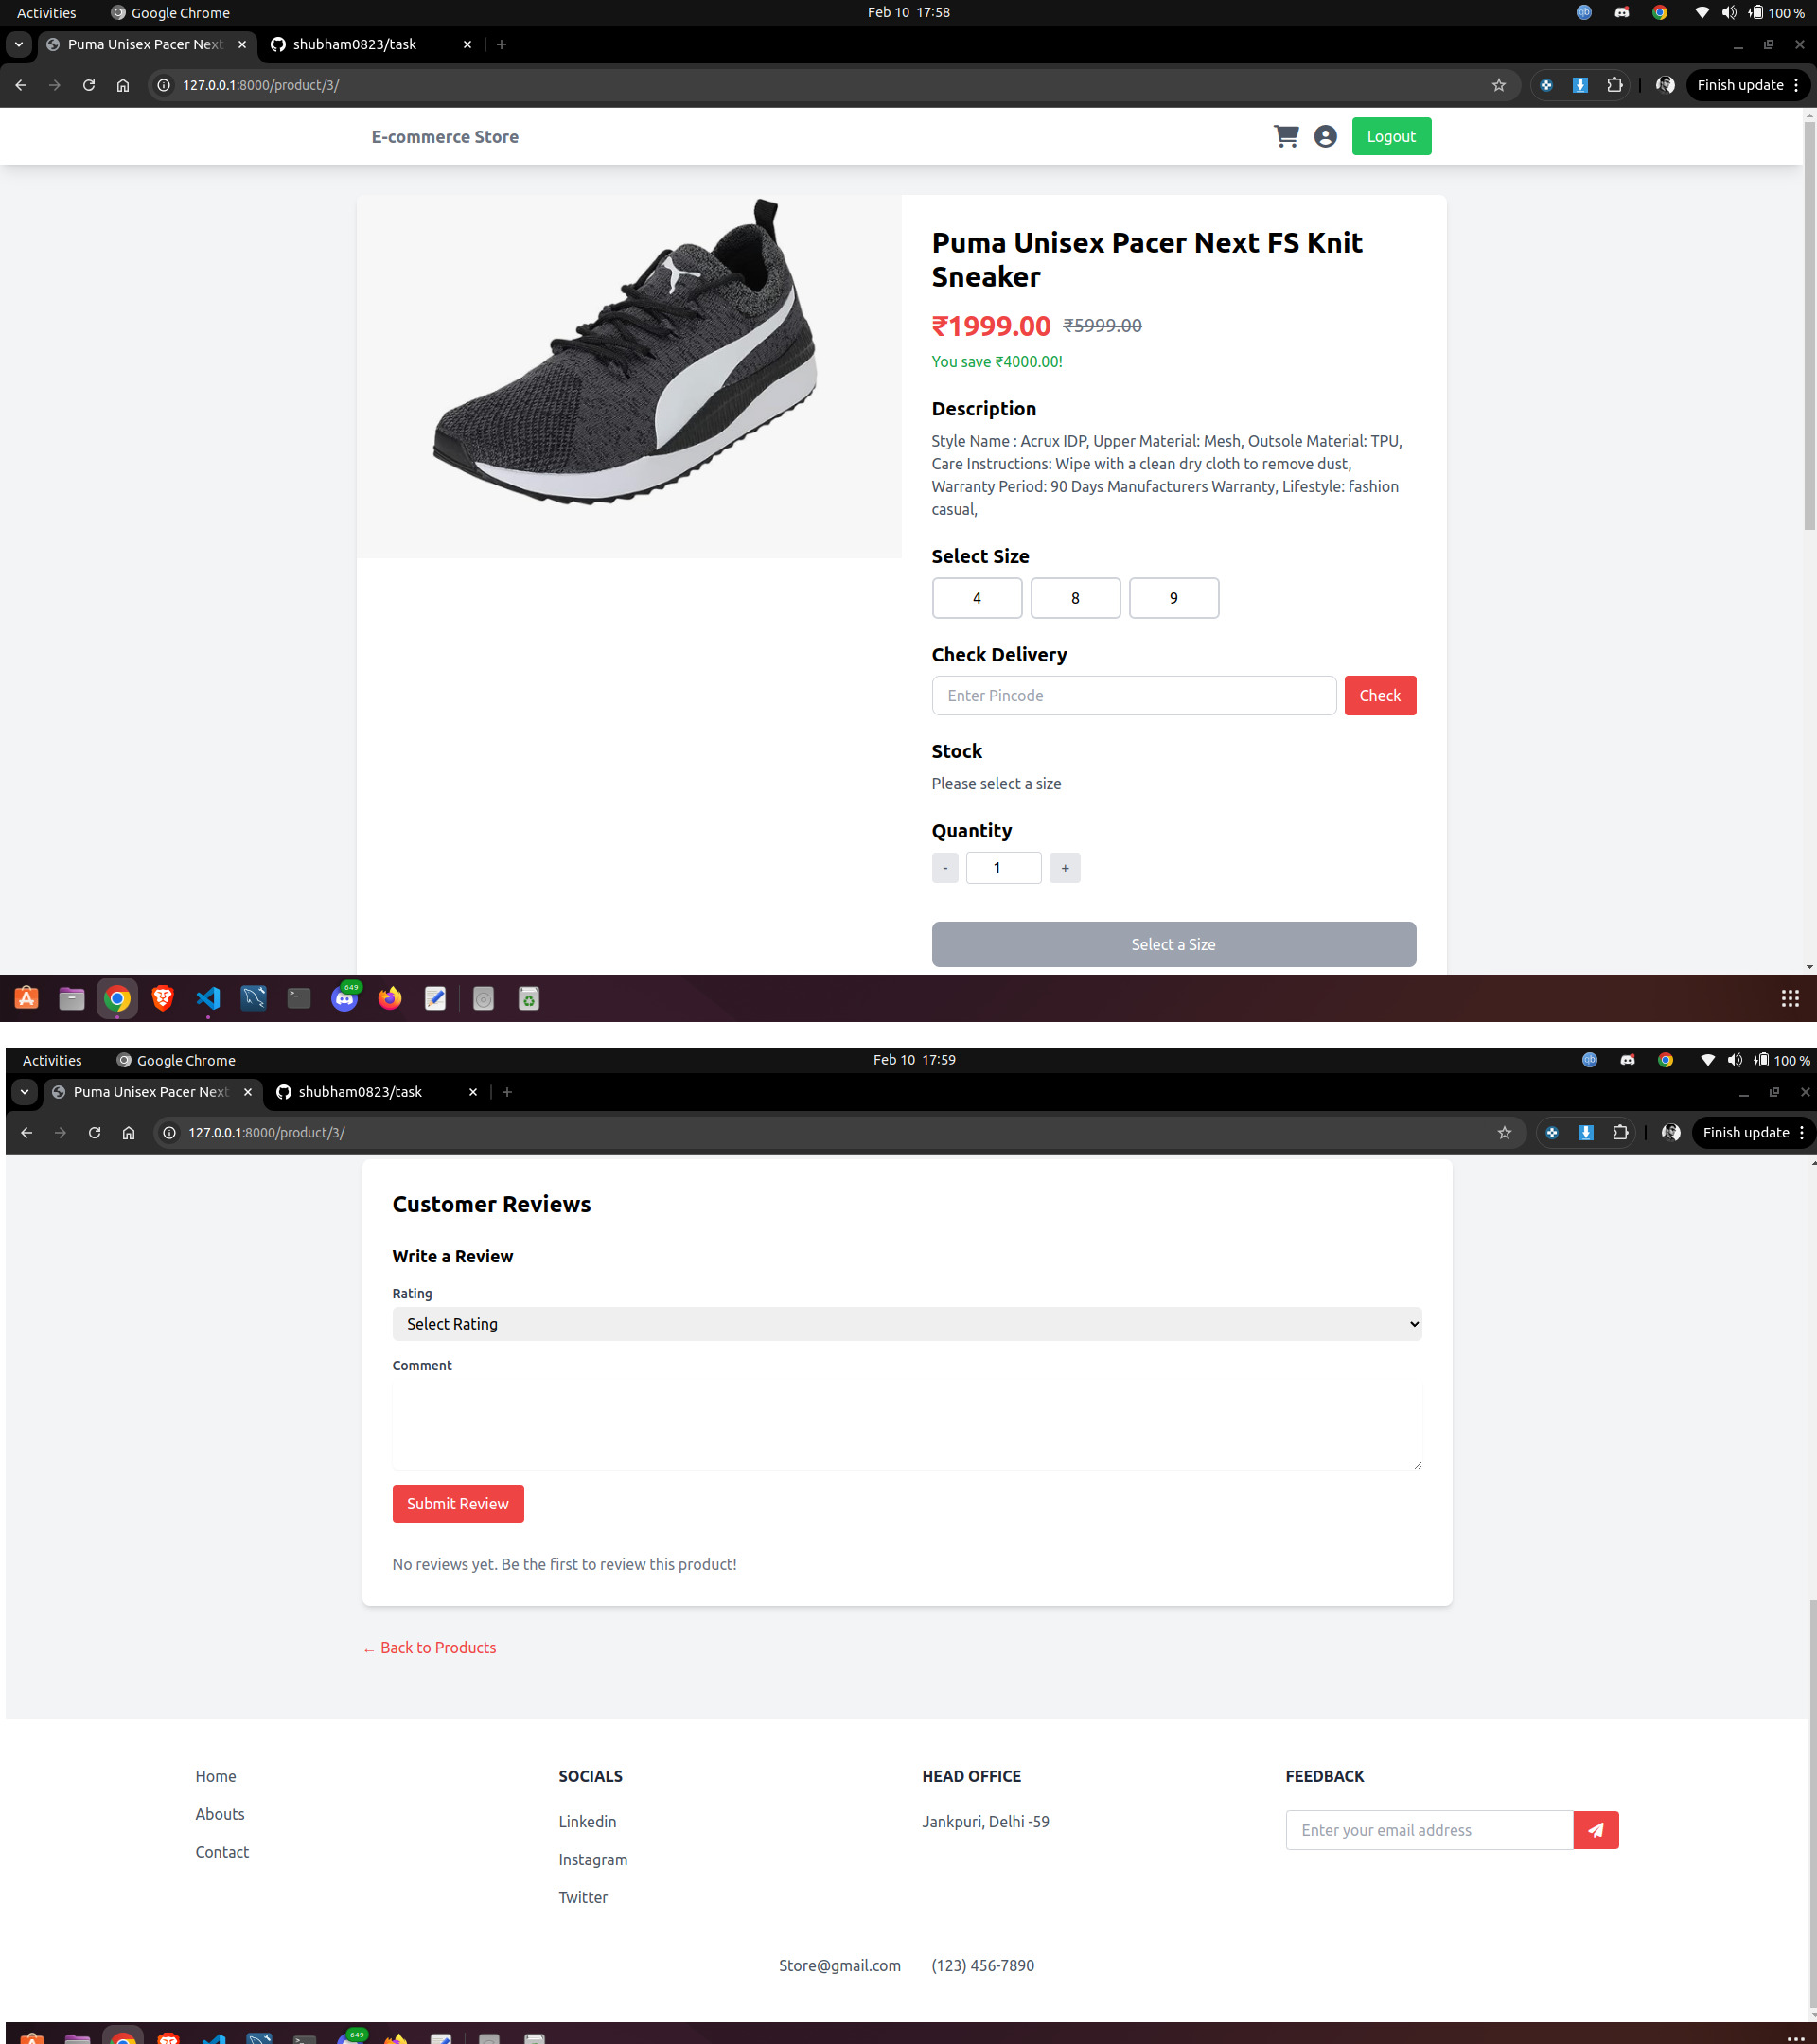 Activities Google Chrome Feb 10 17:58 100 %
Puma Unisex Pacer Next shubham0823/task
127.0.0.1:8000/product/3/ Finish update
E-commerce Store Logout
Puma Unisex Pacer Next FS Knit
Sneaker
₹1999.00 ₹5999.00
You save ₹4000.00!
Description
Style Name : Acrux IDP, Upper Material: Mesh, Outsole Material: TPU,
Care Instructions: Wipe with a clean dry cloth to remove dust,
Warranty Period: 90 Days Manufacturers Warranty, Lifestyle: fashion
casual,
Select Size
4 8 9
Check Delivery
Enter Pincode Check
Stock
Please select a size
Quantity
- 1 +
Select a Size
649
Activities Google Chrome Feb 10 17:59 100 %
Puma Unisex Pacer Next shubham0823/task
127.0.0.1:8000/product/3/ Finish update
Customer Reviews
Write a Review
Rating
Select Rating
Comment
Submit Review
No reviews yet. Be the first to review this product!
← Back to Products
Home SOCIALS HEAD OFFICE FEEDBACK
Abouts Linkedin Jankpuri, Delhi -59 Enter your email address
Contact Instagram
Twitter
Store@gmail.com (123) 456-7890
649